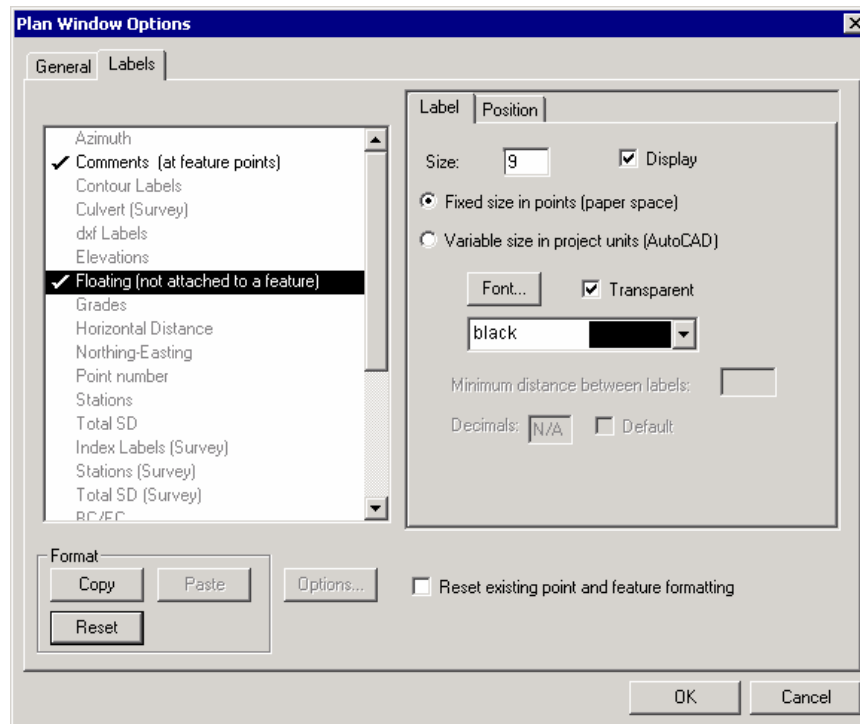 Plan Window Options
General Labels
Azimuth
Comments (at feature points)
Contour Labels
Culvert (Survey)
dxf Labels
Elevations
Floating (not attached to a feature)
Grades
Horizontal Distance
Northing-Easting
Point number
Stations
Total SD
Index Labels (Survey)
Stations (Survey)
Total SD (Survey)
BC/EC
Label Position
Size: 9 Display
Fixed size in points (paper space)
Variable size in project units (AutoCAD)
Font... Transparent
black
Minimum distance between labels:
Decimals: N/A Default
Format
Copy Paste Options... Reset existing point and feature formatting
Reset
OK Cancel